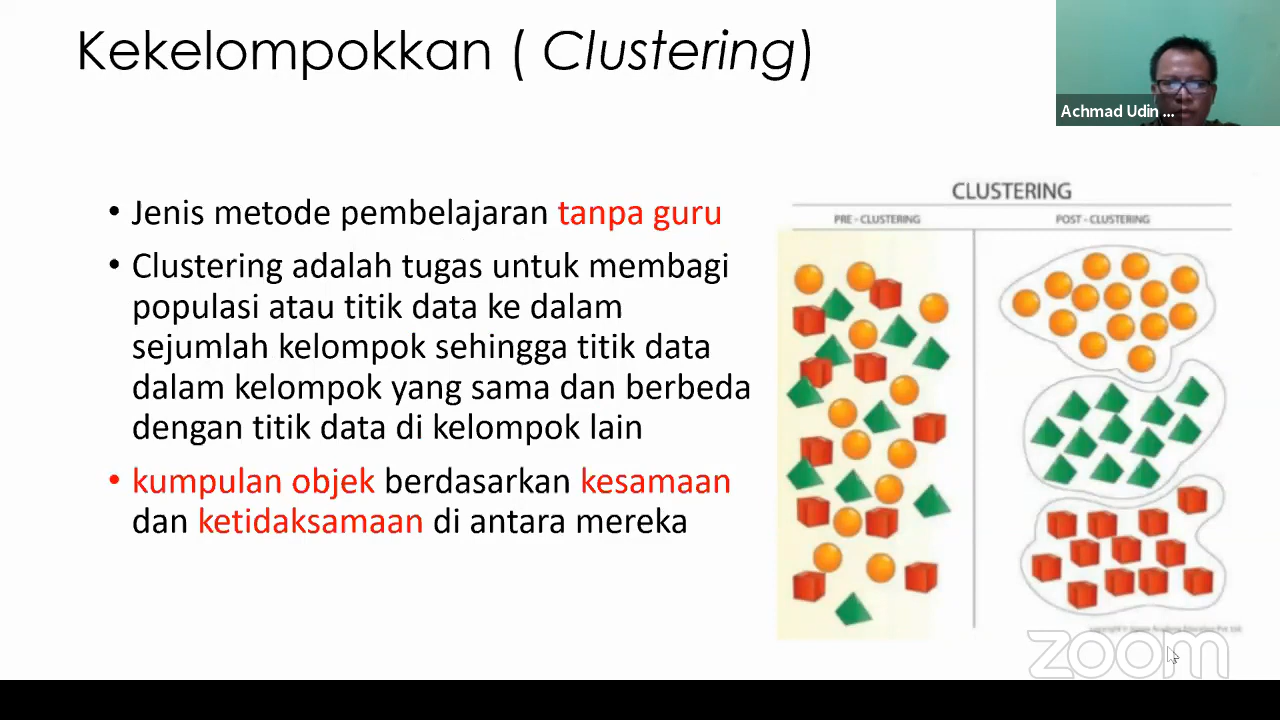 Kekelompokkan ( Clustering)
Achmad Udin ...
• Jenis metode pembelajaran tanpa guru
• Clustering adalah tugas untuk membagi
populasi atau titik data ke dalam
sejumlah kelompok sehingga titik data
dalam kelompok yang sama dan berbeda
dengan titik data di kelompok lain
• kumpulan objek berdasarkan kesamaan
dan ketidaksamaan di antara mereka
CLUSTERING
PRE - CLUSTERING
POST - CLUSTERING
zoom